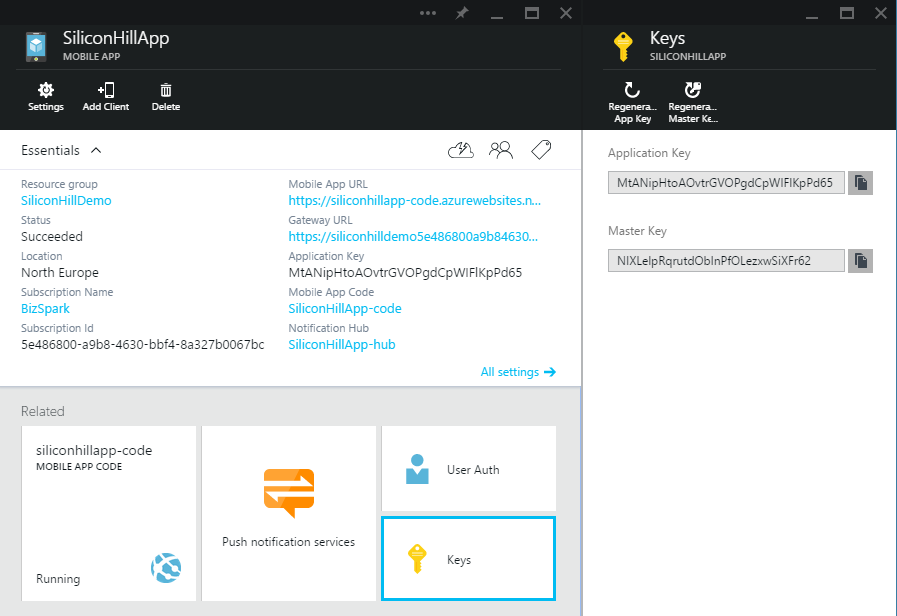 SiliconHillApp
MOBILE APP
Settings
Add Client
Delete
Essentials
Resource group
SiliconHillDemo
Status
Succeeded
Location
North Europe
Subscription Name
BizSpark
Subscription Id
5e486800-a9b8-4630-bbf4-8a327b0067bc
Mobile App URL
https://siliconhillapp-code.azurewebsites.n...
Gateway URL
https://siliconhilldemo5e486800a9b84630...
Application Key
MtANipHtoAOvtrGVOPgdCpWIFlKpPd65
Mobile App Code
SiliconHillApp-code
Notification Hub
SiliconHillApp-hub
All settings
Related
siliconhillapp-code
MOBILE APP CODE
Running
Push notification services
User Auth
Keys
Keys
SILICONHILLAPP
Regenera...
App Key
Regenera...
Master Ke...
Application Key
MtANipHtoAOvtrGVOPgdCpWIFlKpPd65
Master Key
NIXLelpRqrutdObInPfOLezxwSiXFr62